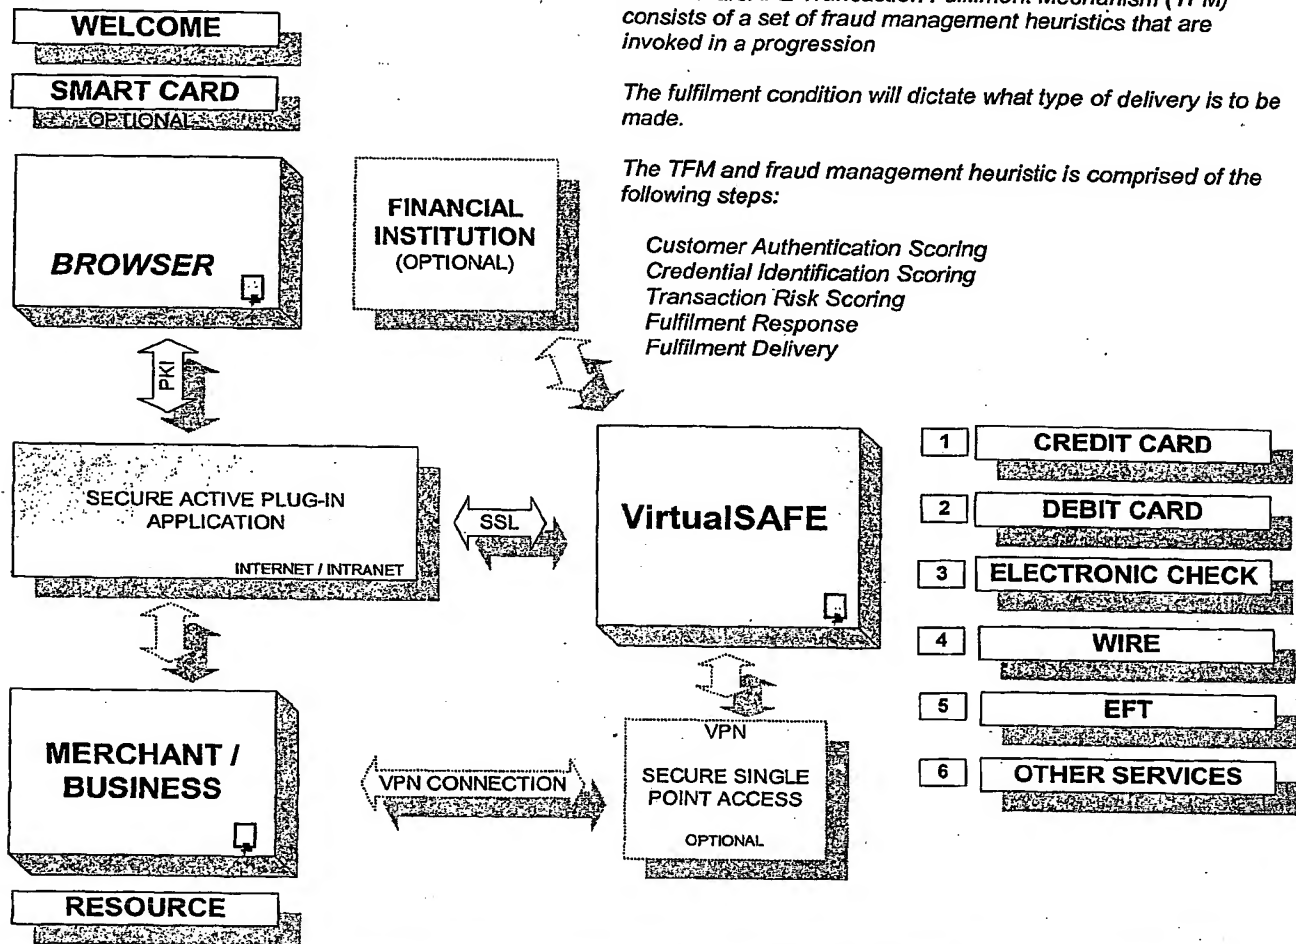 WELCOME
SMART CARD
OPTIONAL
Transaction Fulfilment Mechanism (TFM)
consists of a set of fraud management heuristics that are
invoked in a progression
The fulfilment condition will dictate what type of delivery is to be
made.
The TFM and fraud management heuristic is comprised of the
following steps:
Customer Authentication Scoring
Credential Identification Scoring
Transaction Risk Scoring
Fulfilment Response
Fulfilment Delivery
BROWSER
FINANCIAL
INSTITUTION
(OPTIONAL)
PKI
SECURE ACTIVE PLUG-IN
APPLICATION
INTERNET / INTRANET
SSL
VirtualSAFE
1 CREDIT CARD
2 DEBIT CARD
3 ELECTRONIC CHECK
4 WIRE
5 EFT
6 OTHER SERVICES
MERCHANT /
BUSINESS
VPN CONNECTION
VPN
SECURE SINGLE
POINT ACCESS
OPTIONAL
RESOURCE